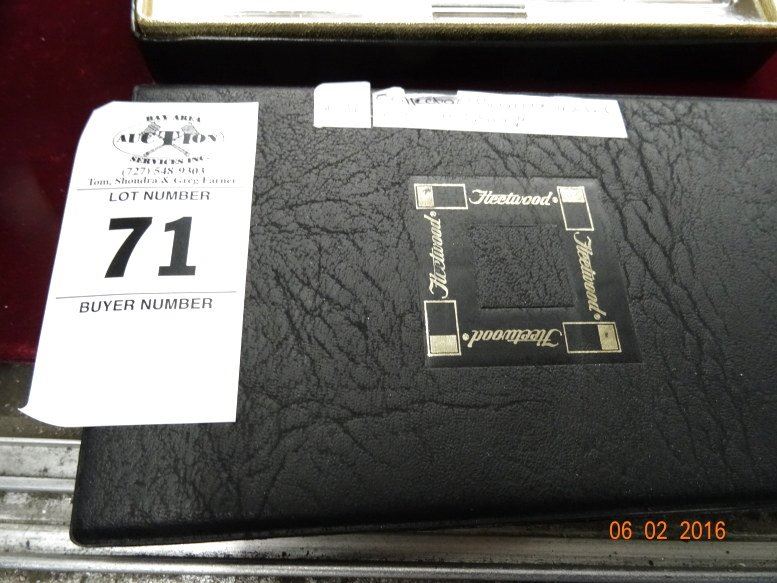 BAY AREA
AUCTION
SERVICES INC.
(727) 548-9303
Tom, Shondra & Greg Farner
LOT NUMBER
71
BUYER NUMBER
Fleetwood®
Fleetwood®
Fleetwood®
Fleetwood®
06 02 2016